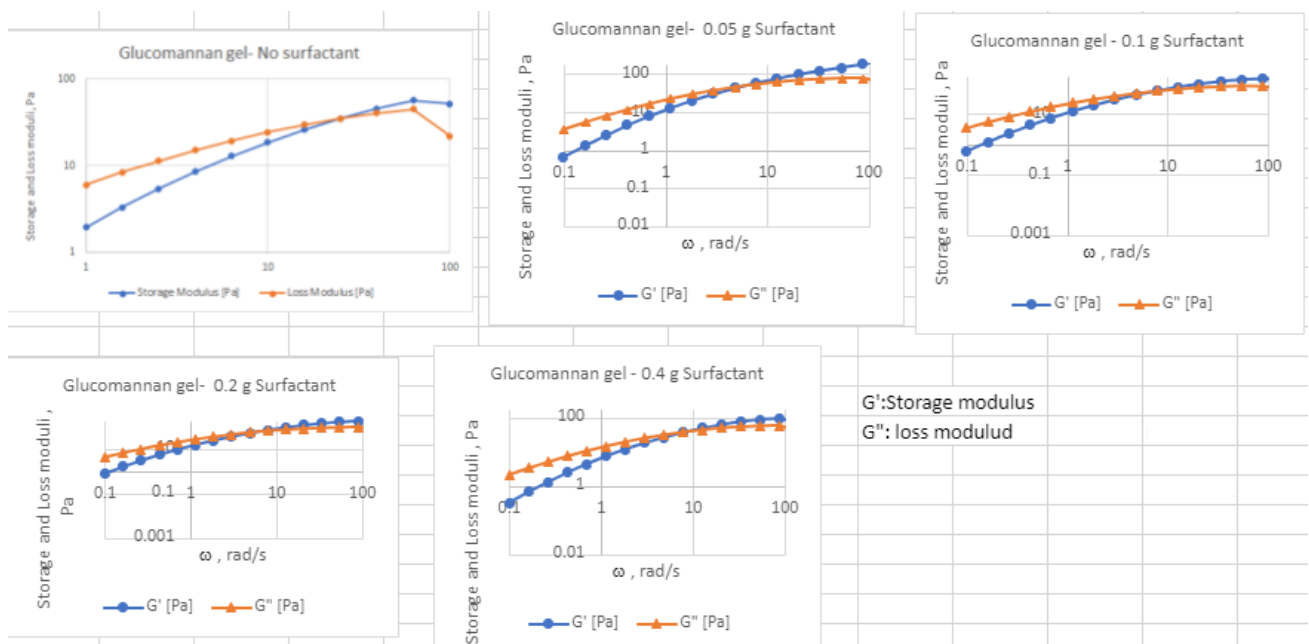 Glucomannan gel- No surfactant
Storage and Loss moduli, Pa
100
10
1
1
10
100
Storage Modulus [Pa]
Loss Modulus [Pa]
Glucomannan gel- 0.05 g Surfactant
Storage and Loss moduli , Pa
100
10
1
0.1
0.01
0.1
1
10
100
ω , rad/s
G' [Pa]
G" [Pa]
Glucomannan gel - 0.1 g Surfactant
Storage and Loss moduli, Pa
10
0.1
0.001
0.1
1
10
100
ω , rad/s
G' [Pa]
G" [Pa]
Glucomannan gel- 0.2 g Surfactant
Storage and Loss moduli ,
Pa
10
0.1
0.001
0.1
1
10
100
ω , rad/s
G' [Pa]
G" [Pa]
Glucomannan gel - 0.4 g Surfactant
Storage and Loss moduli , Pa
100
1
0.01
0.1
1
10
100
ω , rad/s
G' [Pa]
G" [Pa]
G':Storage modulus
G": loss modulud